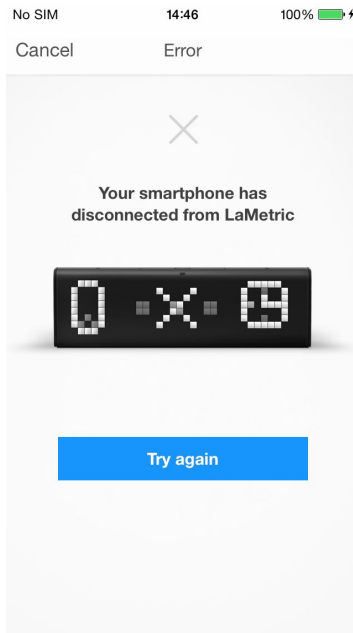 No SIM 14:46 100%
Cancel Error
Your smartphone has
disconnected from LaMetric
Try again